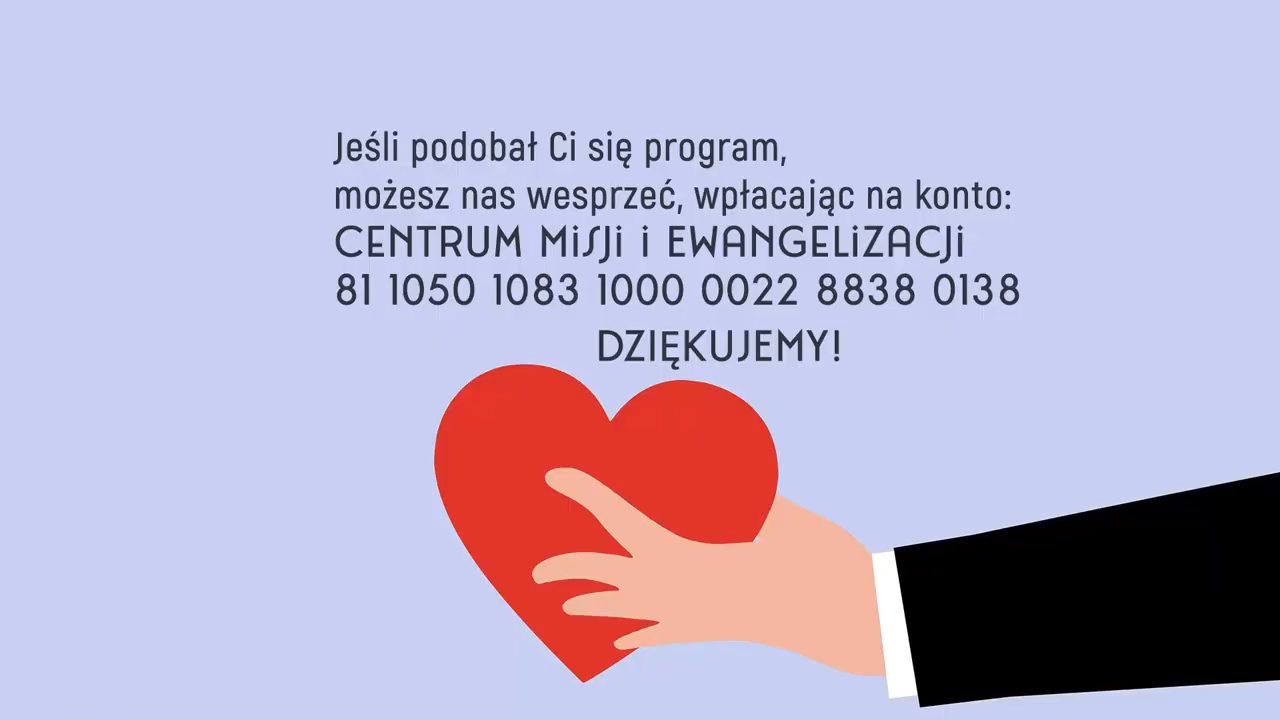 Jeśli podobał Ci się program,
możesz nas wesprzeć, wpłacając na konto:
CENTRUM MiSJi i EWANGELiZACJi
81 1050 1083 1000 0022 8838 0138
DZIĘKUJEMY!